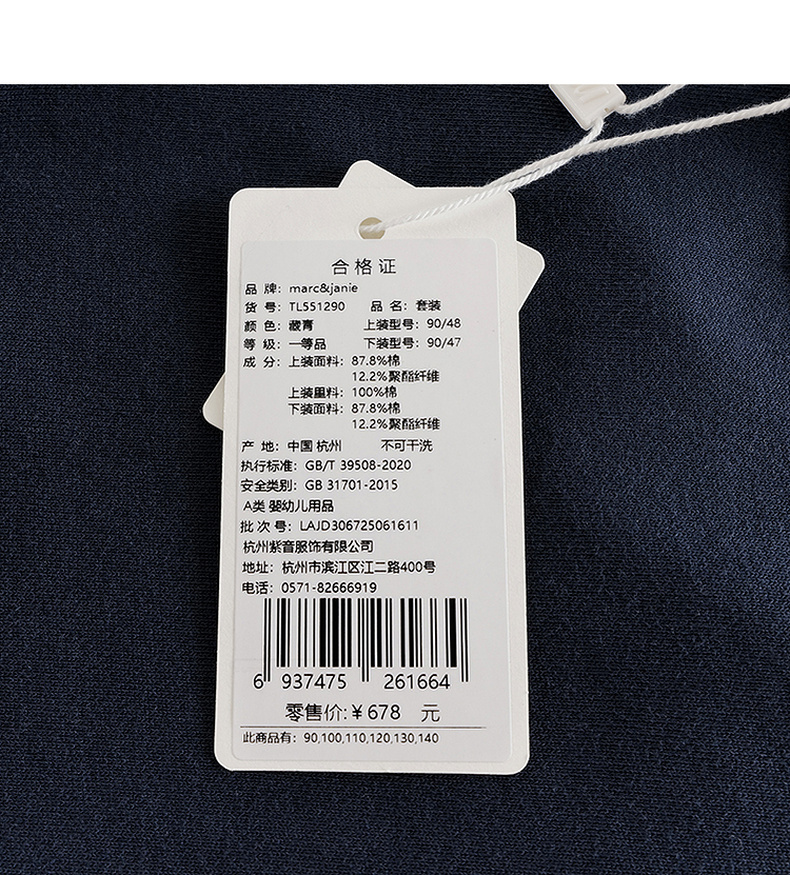 合格证
品 牌: marc&janie
货 号: TL551290 品 名: 套装
颜 色: 藏青 上装型号: 90/48
等 级: 一等品 下装型号: 90/47
成 分: 上装面料: 87.8%棉
12.2%聚酯纤维
上装里料: 100%棉
下装面料: 87.8%棉
12.2%聚酯纤维
产 地: 中国 杭州 不可干洗
执行标准: GB/T 39508-2020
安全类别: GB 31701-2015
A类 婴幼儿用品
批 次 号: LAJD306725061611
杭州紫音服饰有限公司
地址: 杭州市滨江区江二路400号
电话: 0571-82666919
6 937475 261664
零售价:¥678 元
此商品有: 90,100,110,120,130,140